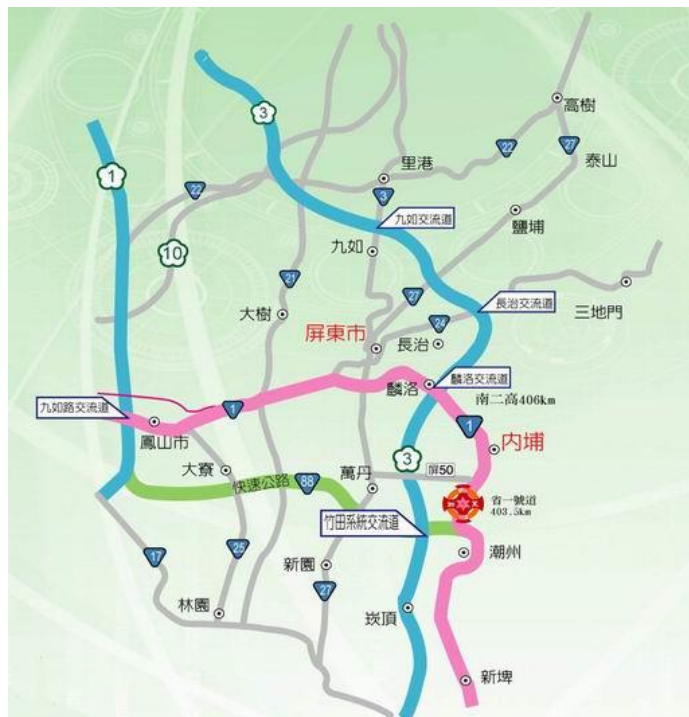 3
高樹
1
22
27
泰山
里港
22
3
鹽埔
九如交流道
10
九如
21
27
三地門
長治交流道
大樹
24
屏東市
長治
麟洛交流道
麟洛
南二高406km
九如路交流道
1
1
鳳山市
內埔
3
大寮
屏50
快速公路
88
萬丹
省一號道
403.5km
竹田系統交流道
17
25
新園
潮州
27
林園
崁頂
新埤